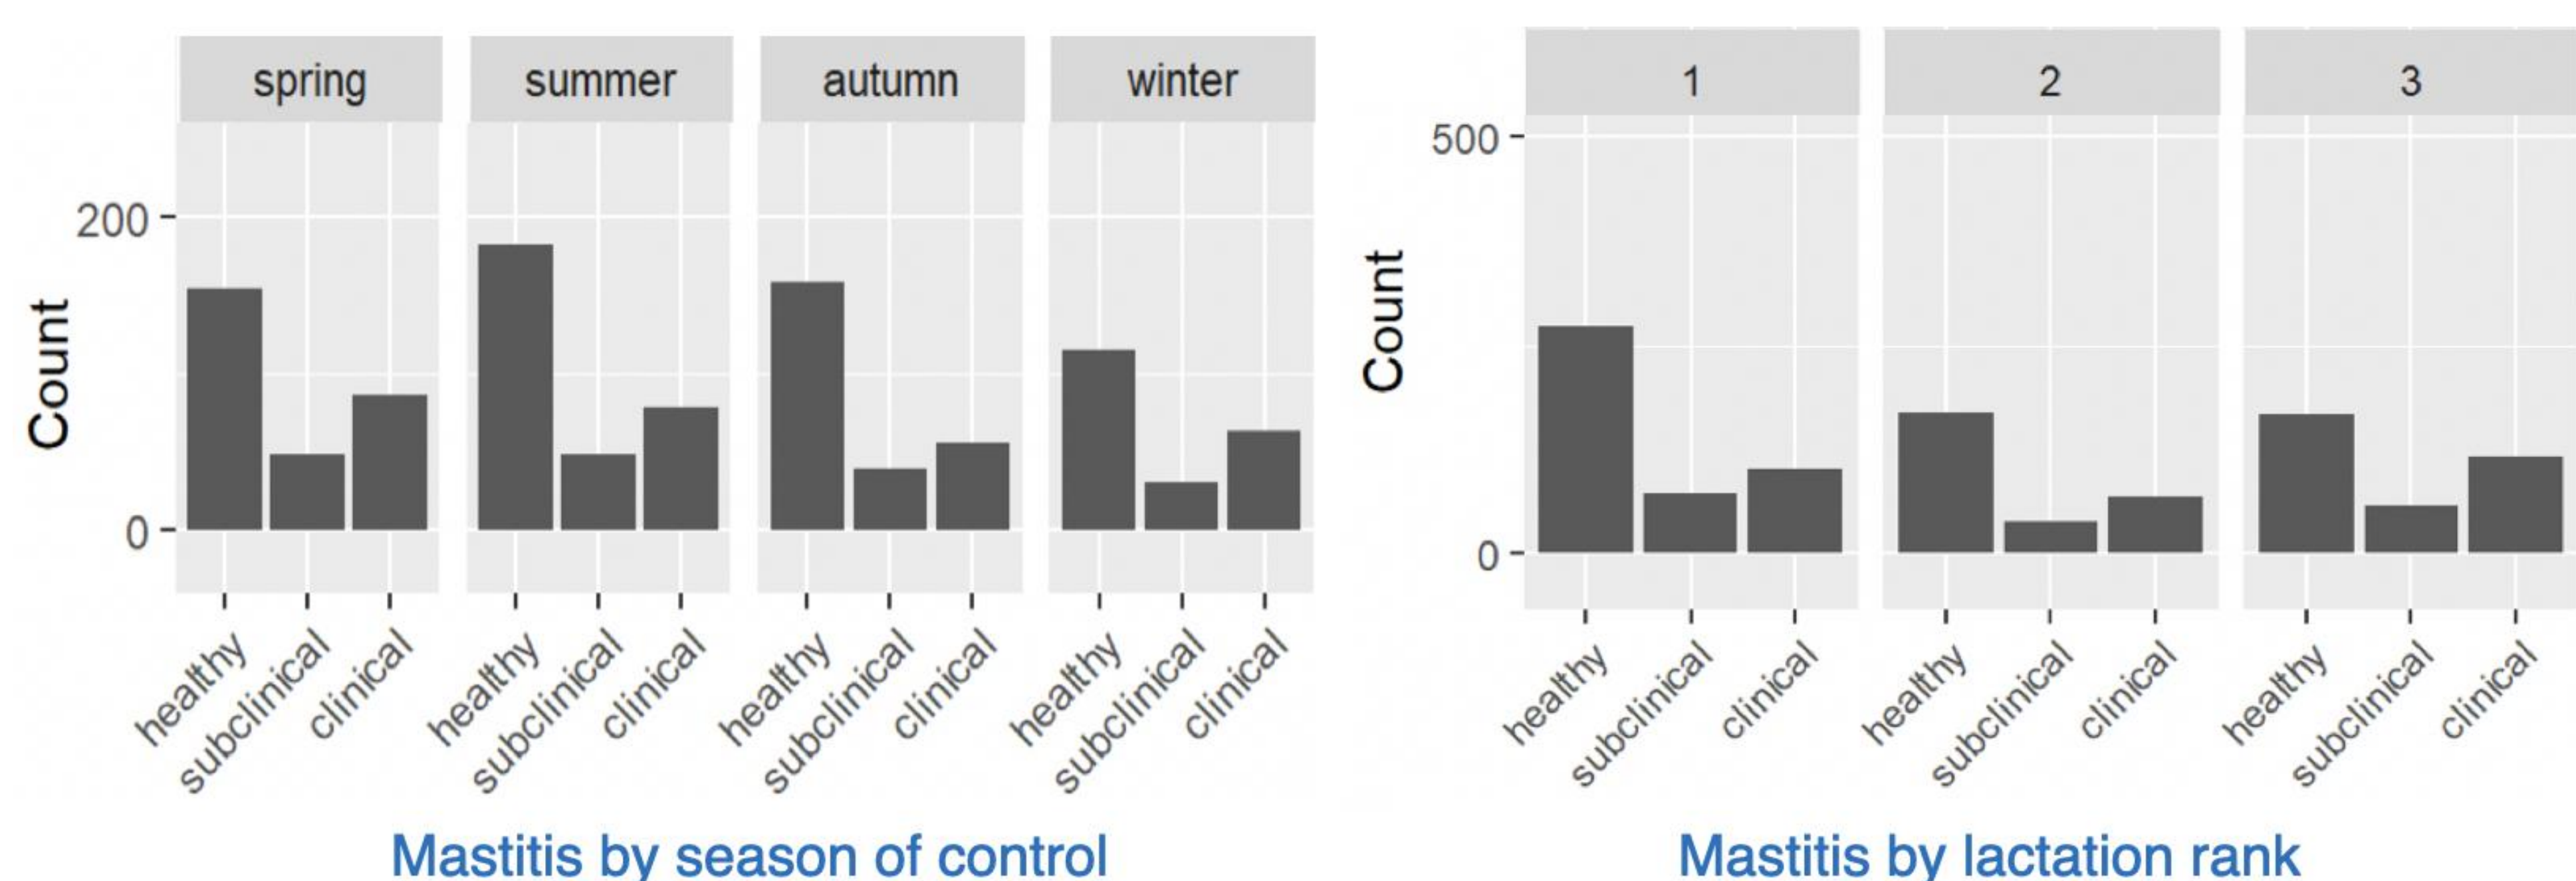 spring
summer
autumn
winter
200
0
Count
healthy
subclinical
clinical
healthy
subclinical
clinical
healthy
subclinical
clinical
healthy
subclinical
clinical
Mastitis by season of control
1
2
3
500
0
Count
healthy
subclinical
clinical
healthy
subclinical
clinical
healthy
subclinical
clinical
Mastitis by lactation rank